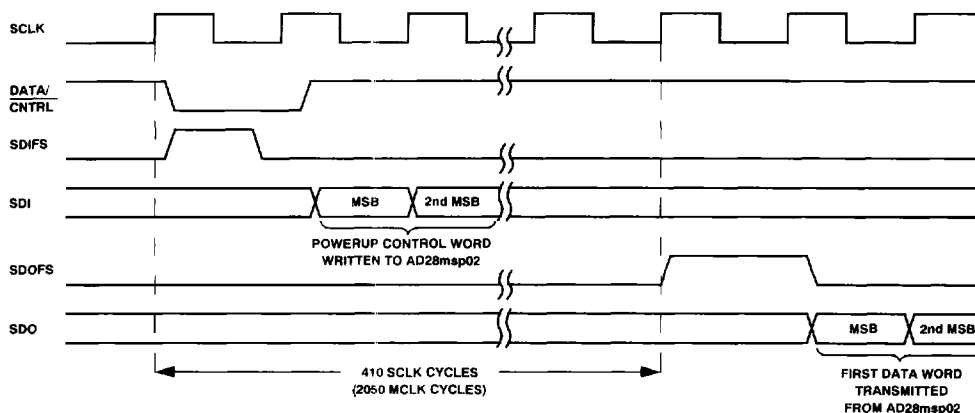 SCLK
DATA/
CNTRL
SDIFS
SDI
MSB
2nd MSB
POWERUP CONTROL WORD
WRITTEN TO AD28msp02
SDOFS
SDO
MSB
2nd MSB
410 SCLK CYCLES
(2050 MCLK CYCLES)
FIRST DATA WORD
TRANSMITTED
FROM AD28msp02